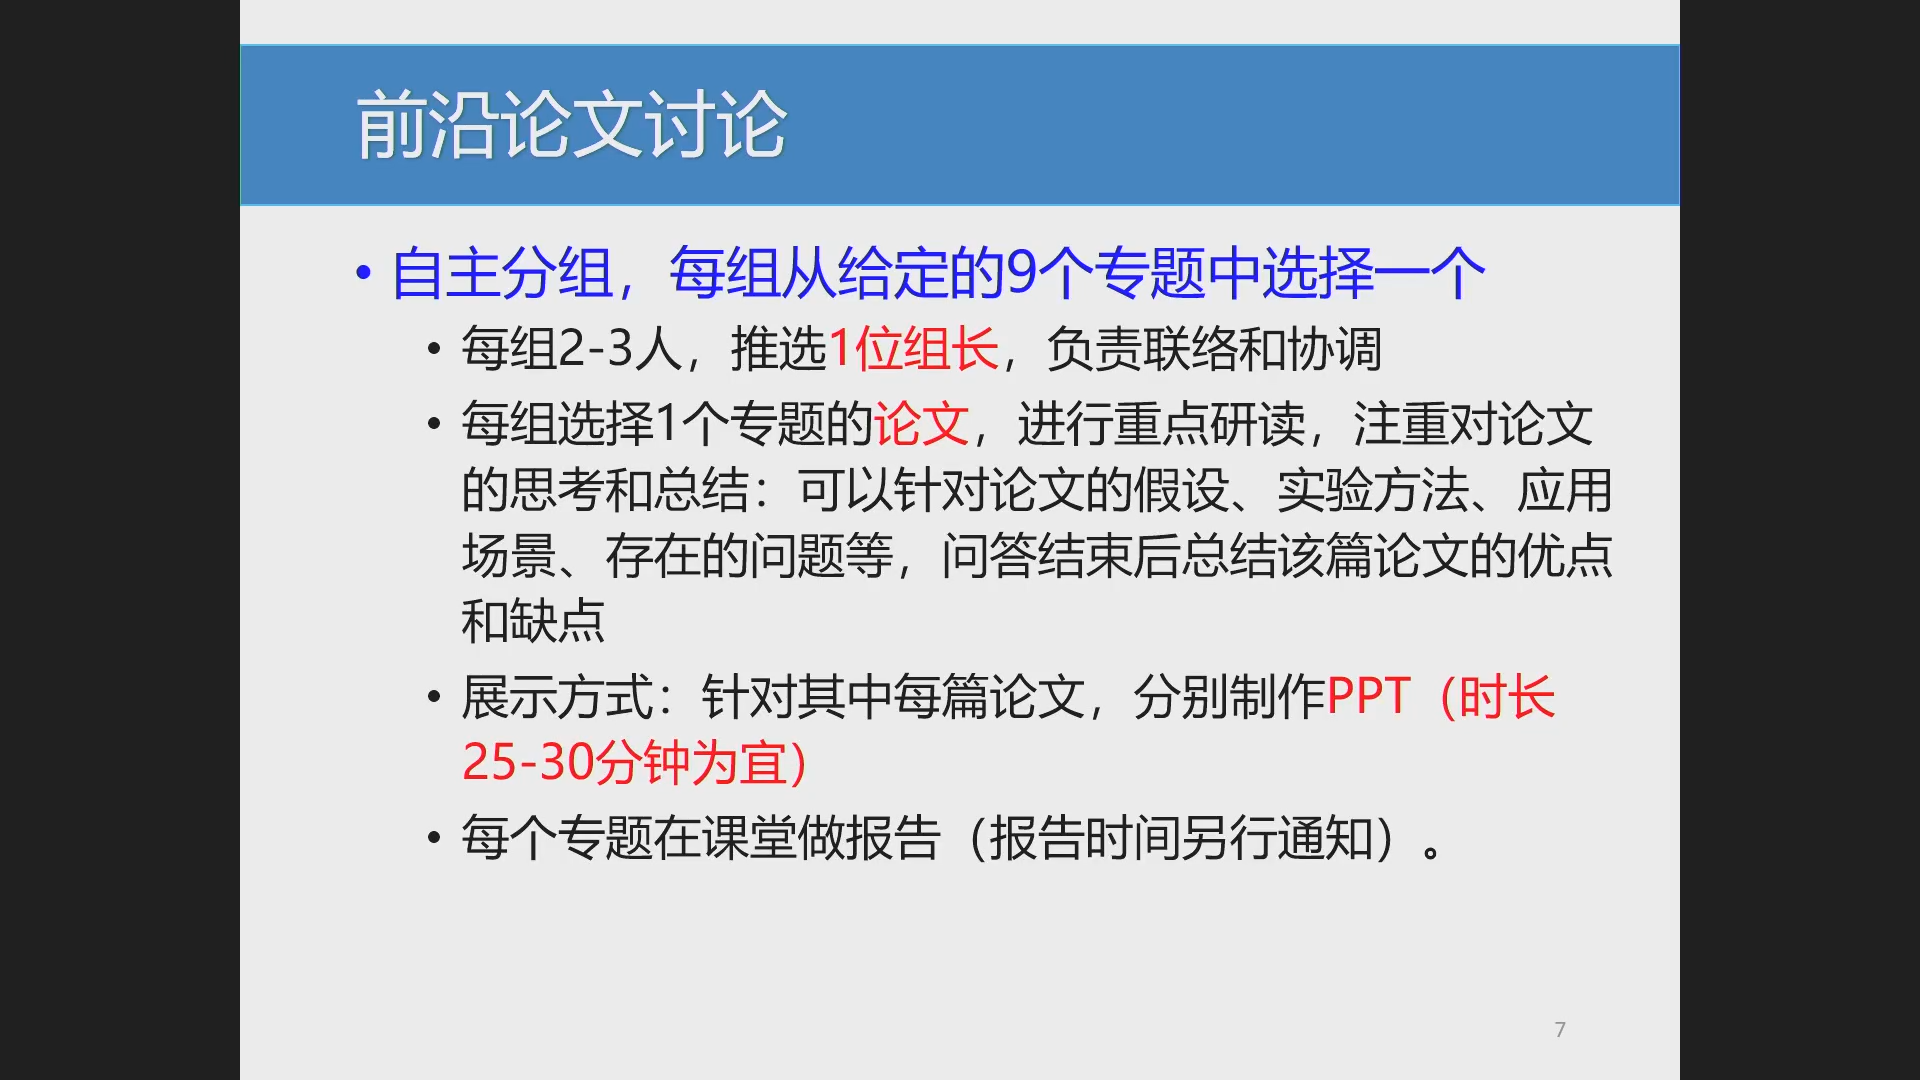 前沿论文讨论
• 自主分组，每组从给定的9个专题中选择一个
• 每组2-3人，推选1位组长，负责联络和协调
• 每组选择1个专题的论文，进行重点研读，注重对论文
的思考和总结：可以针对论文的假设、实验方法、应用
场景、存在的问题等，问答结束后总结该篇论文的优点
和缺点
• 展示方式：针对其中每篇论文，分别制作PPT（时长
25-30分钟为宜）
• 每个专题在课堂做报告（报告时间另行通知）。
7